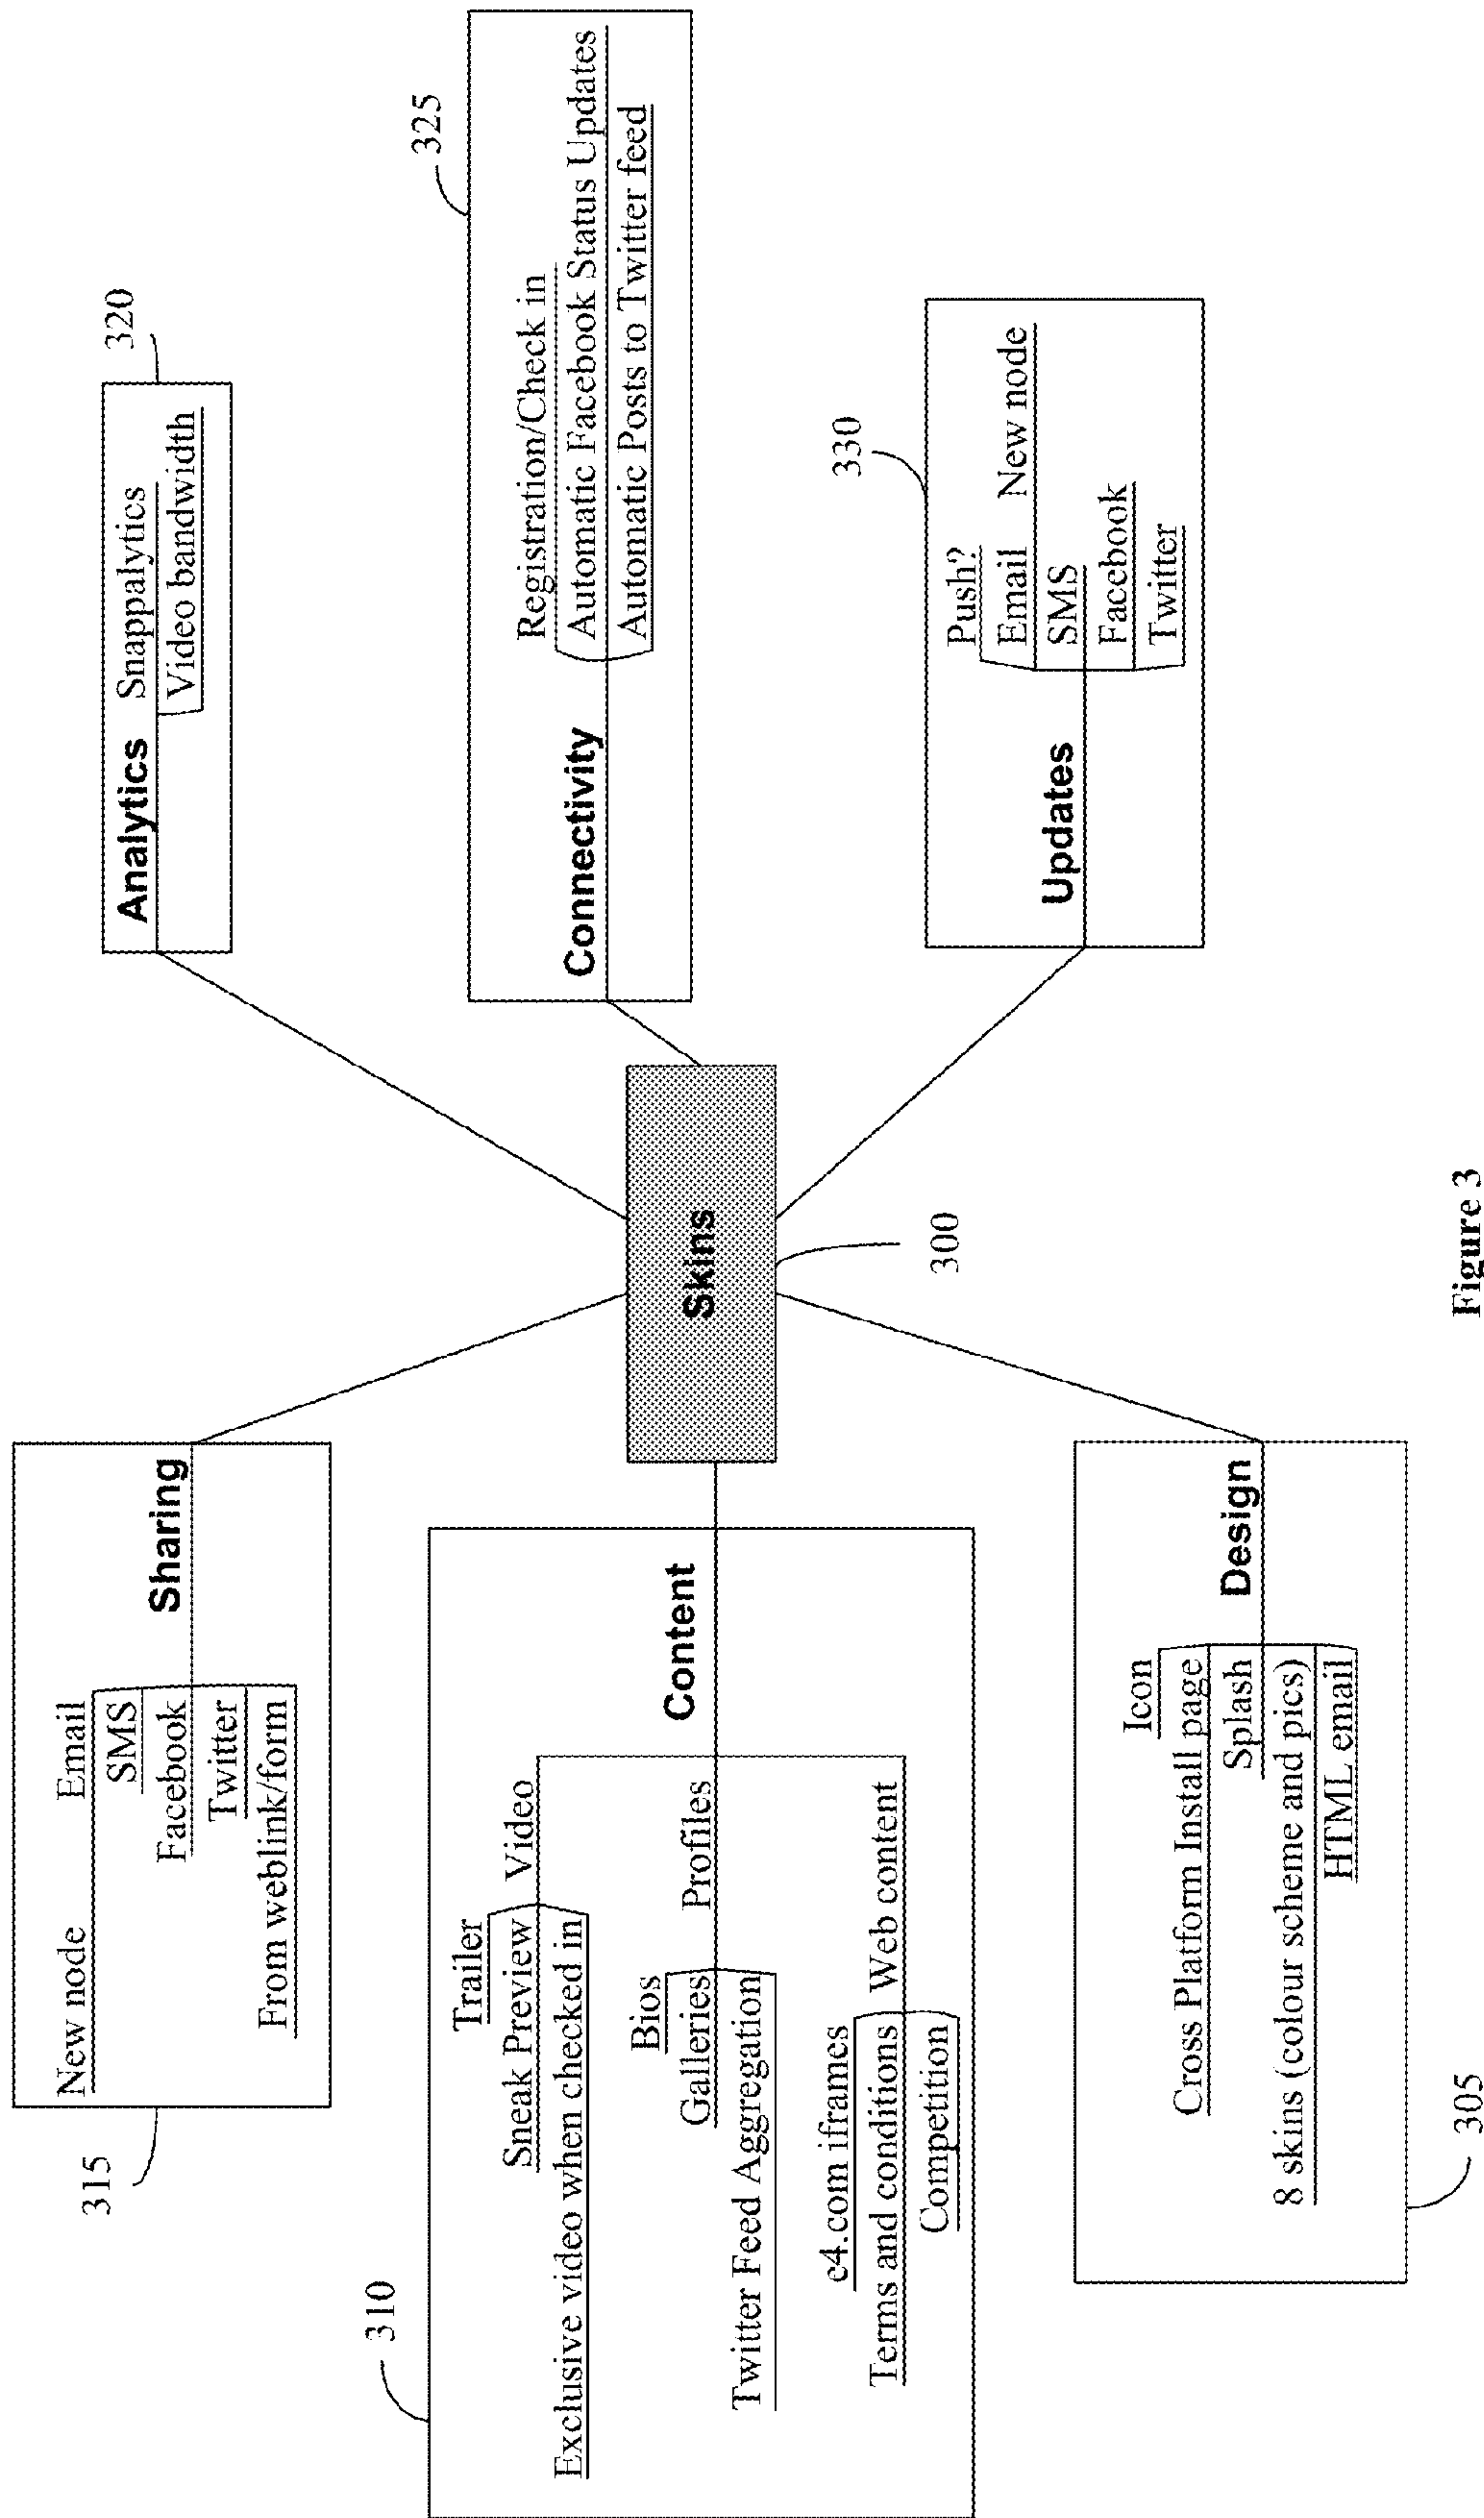 315
New node Email
SMS
Facebook
Twitter
From weblink/form
Sharing
310
Trailer
Sneak Preview Video
Exclusive video when checked in
Bios
Galleries Profiles
Twitter Feed Aggregation
e4.com iframes
Terms and conditions Web content
Competition
Content
Icon
Cross Platform Install page
Splash
8 skins (colour scheme and pics)
HTML email
Design
305
Skins
300
320
Analytics Snappalytics
Video bandwidth
325
Registration/Check in
Connectivity Automatic Facebook Status Updates
Automatic Posts to Twitter feed
330
Push?
Email New node
Updates SMS
Facebook
Twitter
Figure 3